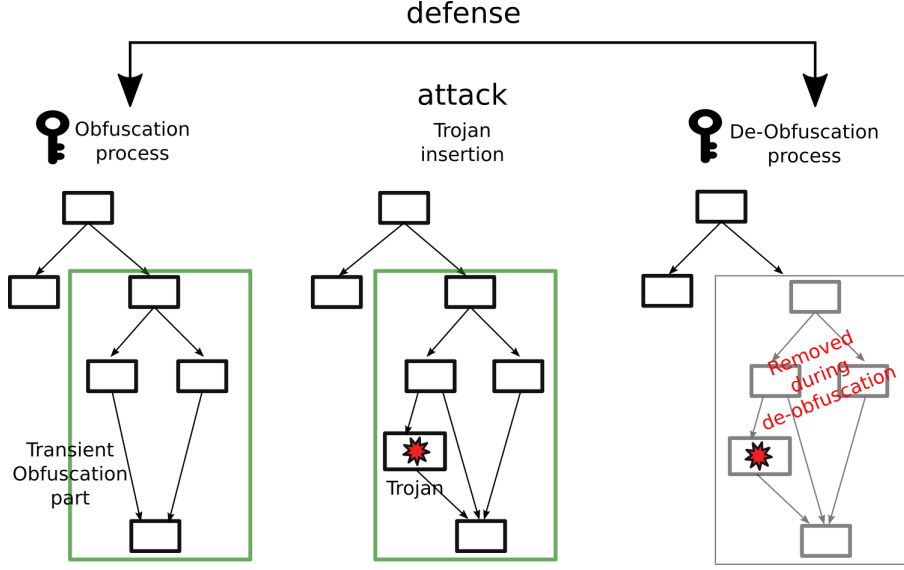 defense
attack
Obfuscation
process
Trojan
insertion
De-Obfuscation
process
Transient
Obfuscation
part
Trojan
Removed
during
de-obfuscation